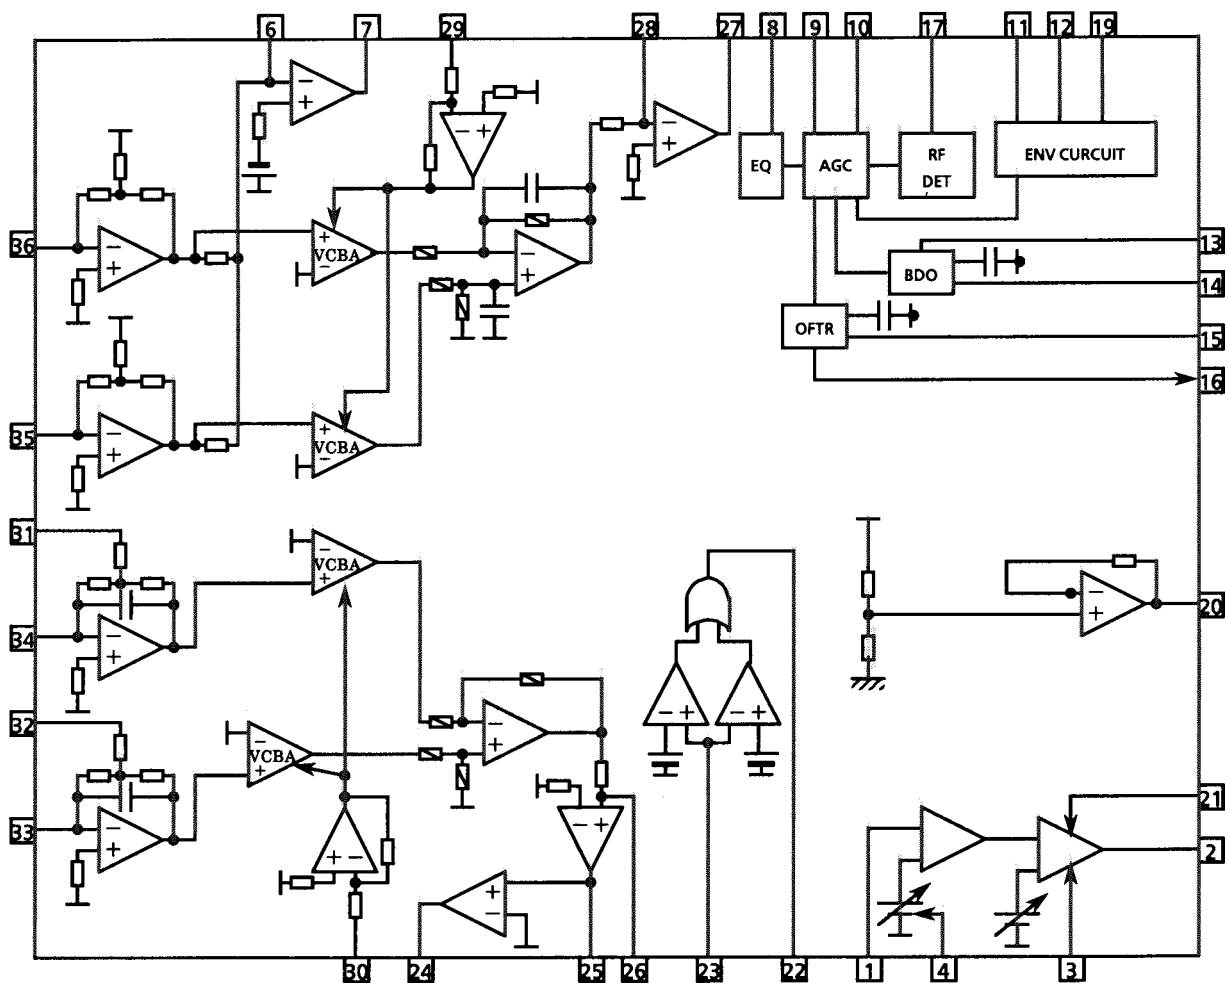 6 7 29 28 27 8 9 10 17 11 12 19
− +
− +
− +
EQ AGC RF DET ENV CURCUIT
36 − +
+ VCBA −
− +
13
BDO
14
OFTR
15
16
35 − +
+ VCBA −
31
− VCBA +
34 − +
20 − +
32
− VCBA +
− +
− + − +
33 − +
+ −
− +
21
2
+ −
30 24 25 26 23 22 1 4 3